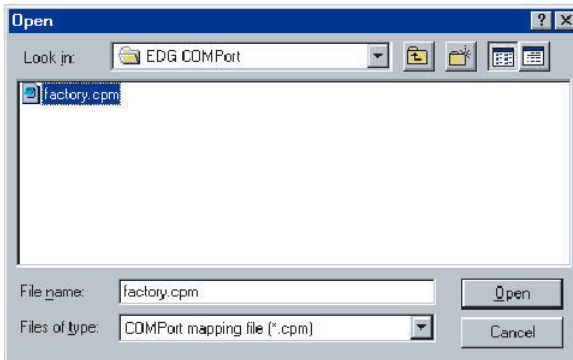 Open
Look in: EDG COMPort
factory.cpm
File name: factory.cpm Open
Files of type: COMPort mapping file (*.cpm) Cancel